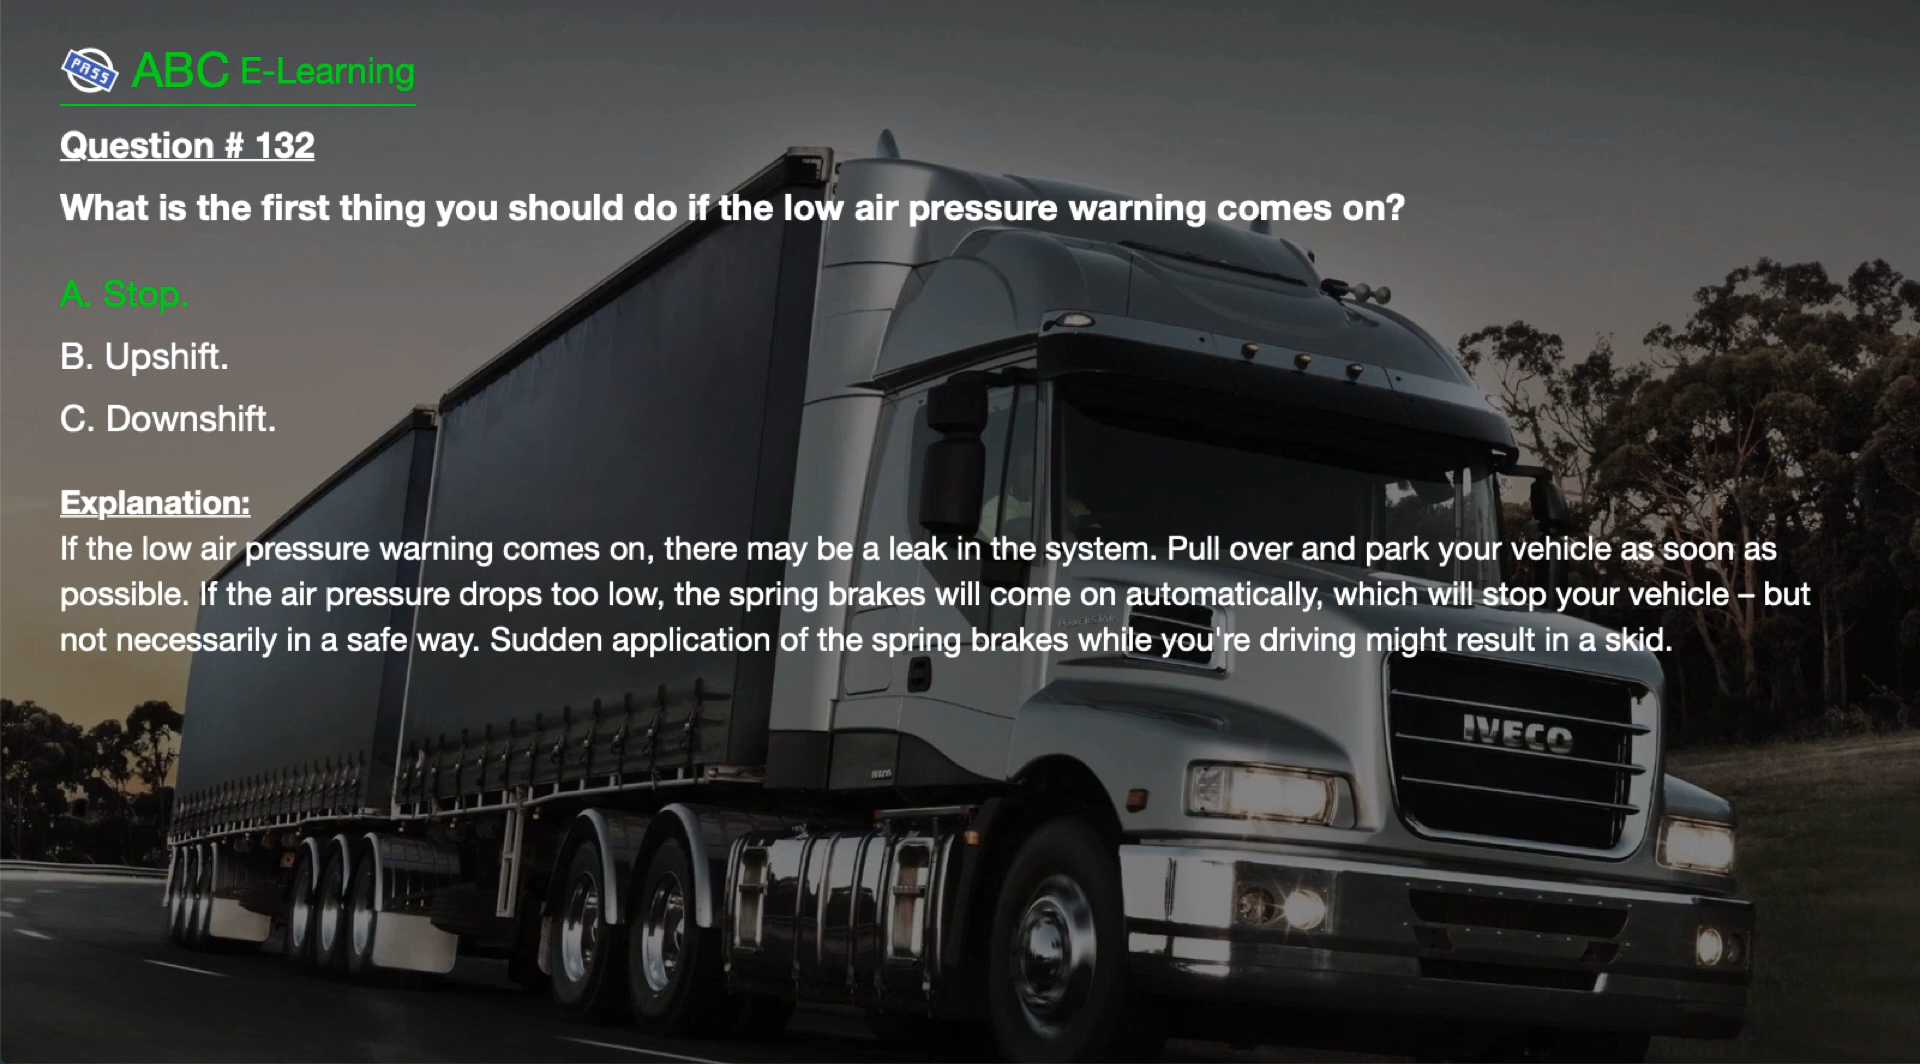 PASS
ABC E-Learning
Question # 132
What is the first thing you should do if the low air pressure warning comes on?
A. Stop.
B. Upshift.
C. Downshift.
Explanation:
If the low air pressure warning comes on, there may be a leak in the system. Pull over and park your vehicle as soon as
possible. If the air pressure drops too low, the spring brakes will come on automatically, which will stop your vehicle – but
not necessarily in a safe way. Sudden application of the spring brakes while you're driving might result in a skid.
IVECO
IVECO